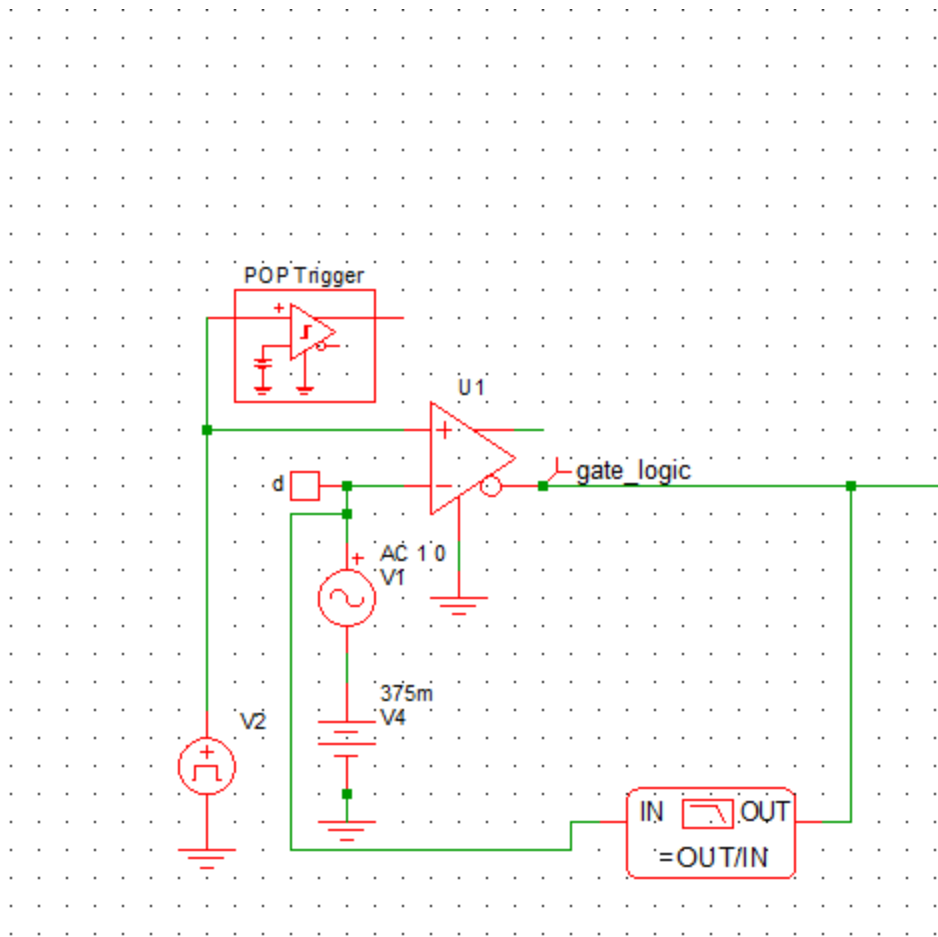 POP Trigger
+
U1
+
d
−
gate_logic
+
AC 1 0
V1
375m
V4
V2
+
IN OUT
=OUT/IN